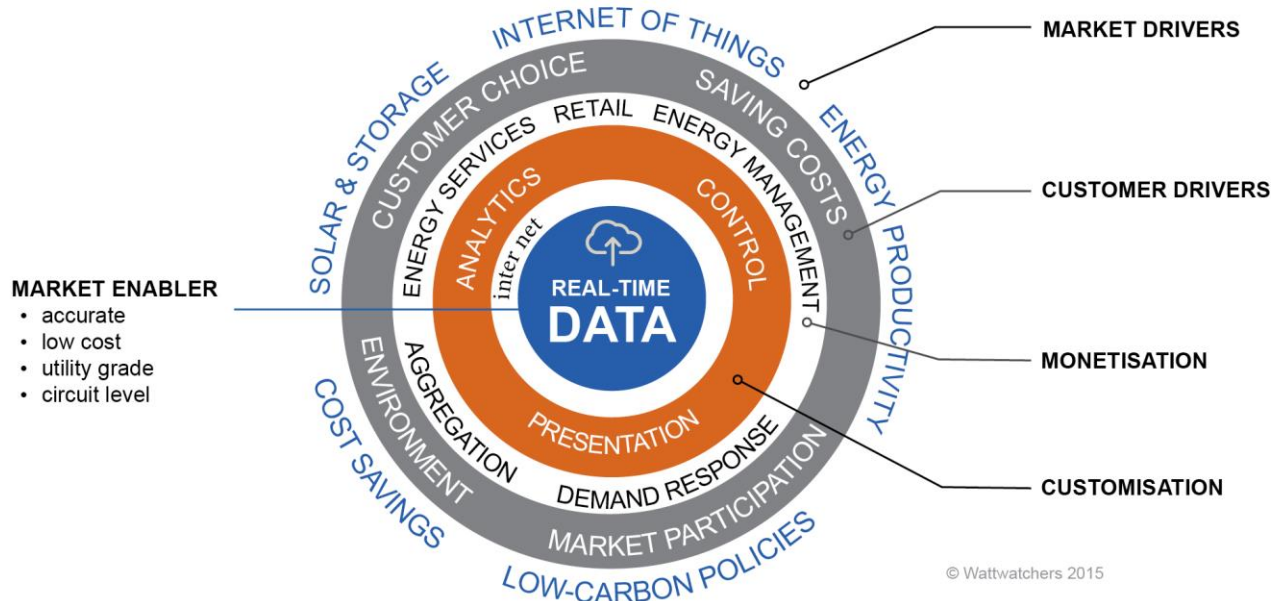 INTERNET OF THINGS
ENERGY PRODUCTIVITY
LOW-CARBON POLICIES
COST SAVINGS
SOLAR & STORAGE
CUSTOMER CHOICE
SAVING COSTS
MARKET PARTICIPATION
ENVIRONMENT
ENERGY SERVICES
RETAIL
ENERGY MANAGEMENT
DEMAND RESPONSE
AGGREGATION
ANALYTICS
CONTROL
PRESENTATION
inter net
REAL-TIME
DATA
MARKET ENABLER
• accurate
• low cost
• utility grade
• circuit level
MARKET DRIVERS
CUSTOMER DRIVERS
MONETISATION
CUSTOMISATION
© Wattwatchers 2015